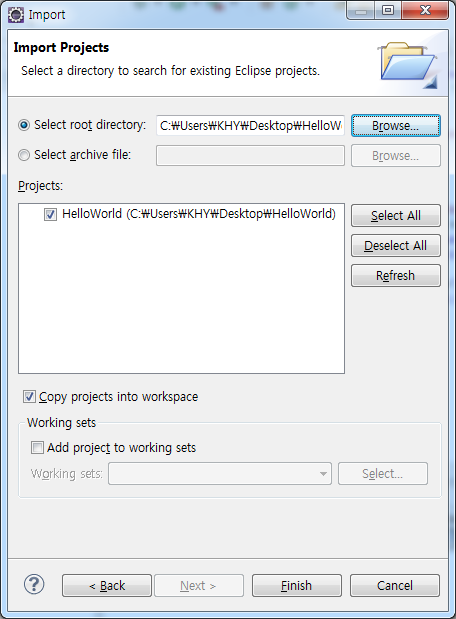 Import
Import Projects
Select a directory to search for existing Eclipse projects.
Select root directory: C:₩Users₩KHY₩Desktop₩HelloWo Browse...
Select archive file: Browse...
Projects:
HelloWorld (C:₩Users₩KHY₩Desktop₩HelloWorld)
Select All
Deselect All
Refresh
Copy projects into workspace
Working sets
Add project to working sets
Working sets: Select...
?
< Back Next > Finish Cancel